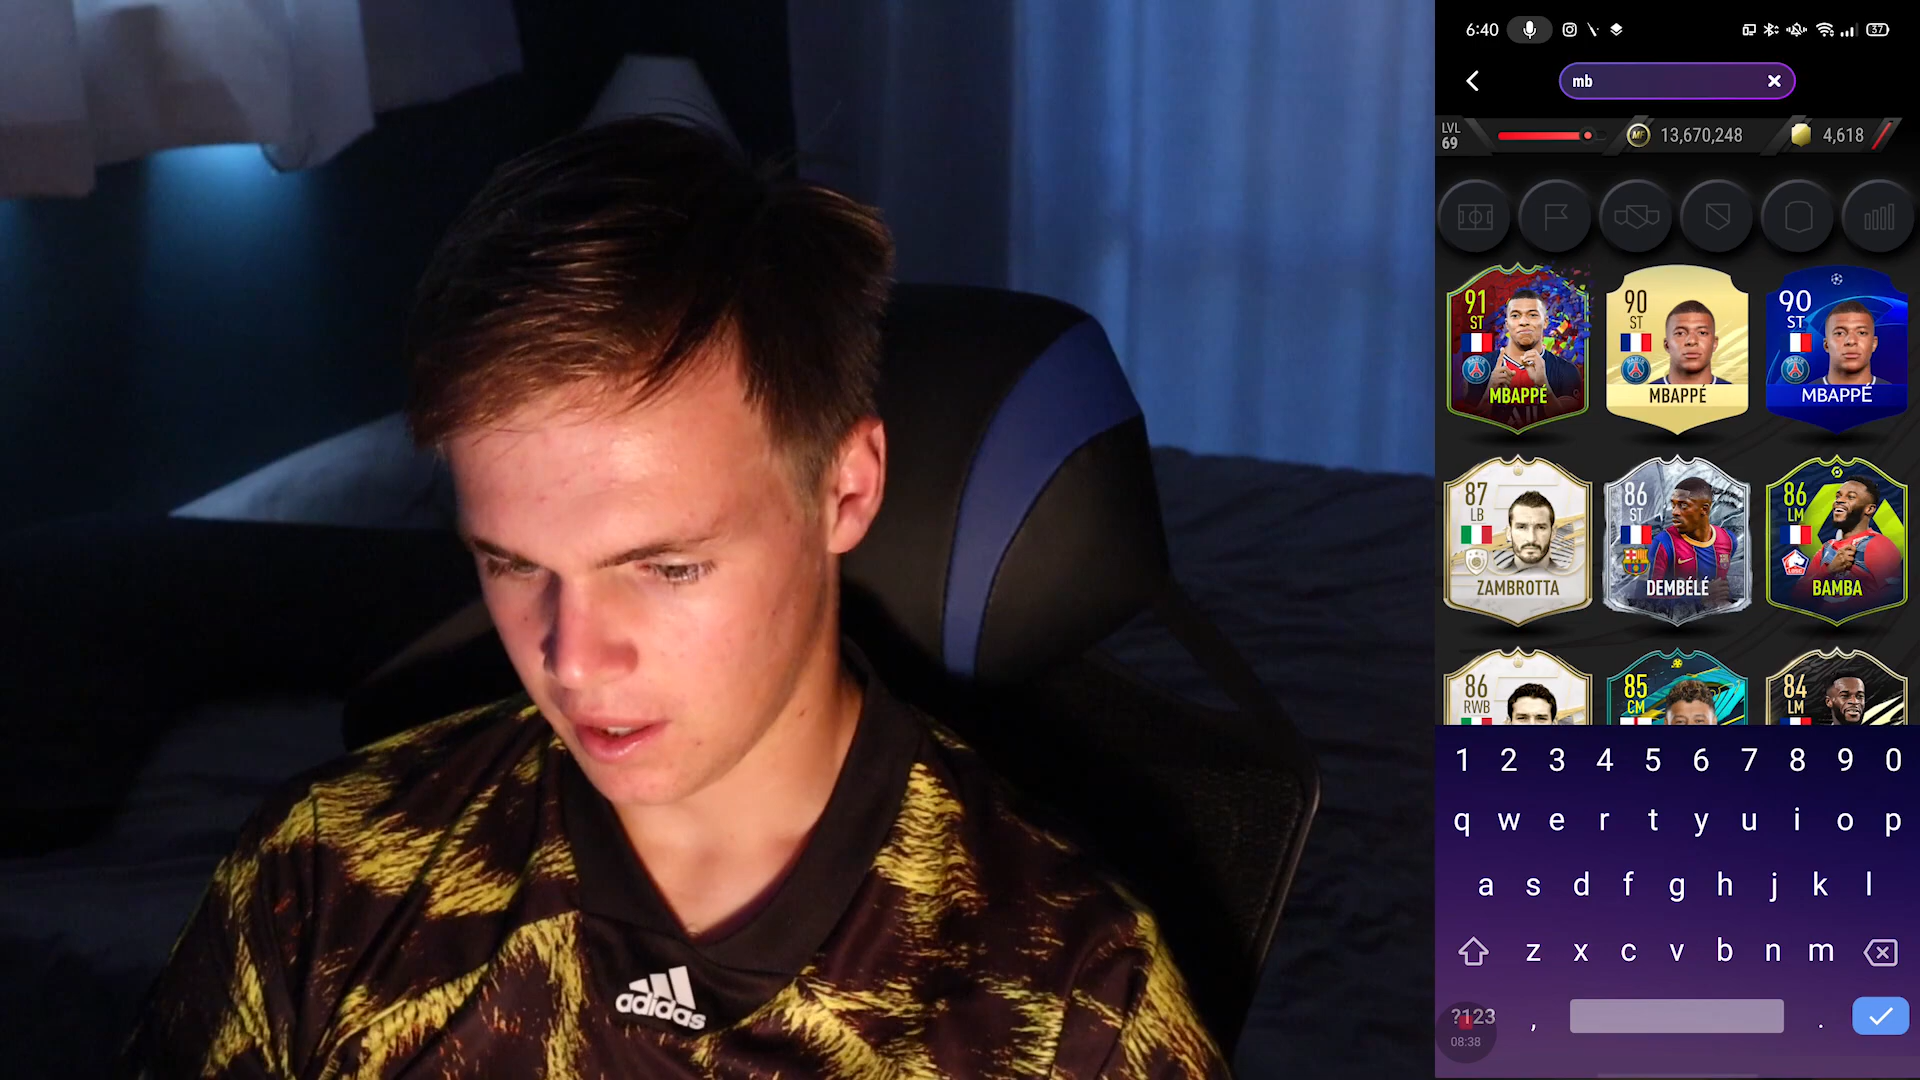 6:40
37
mb
LVL
69
MF
13,670,248
4,618
91
ST
MBAPPÉ
90
ST
MBAPPÉ
90
ST
MBAPPÉ
87
LB
ZAMBROTTA
86
ST
DEMBÉLÉ
86
LM
BAMBA
86
RWB
85
CM
84
LM
1 2 3 4 5 6 7 8 9 0
q w e r t y u i o p
a s d f g h j k l
z x c v b n m
?123 , .
08:38
adidas